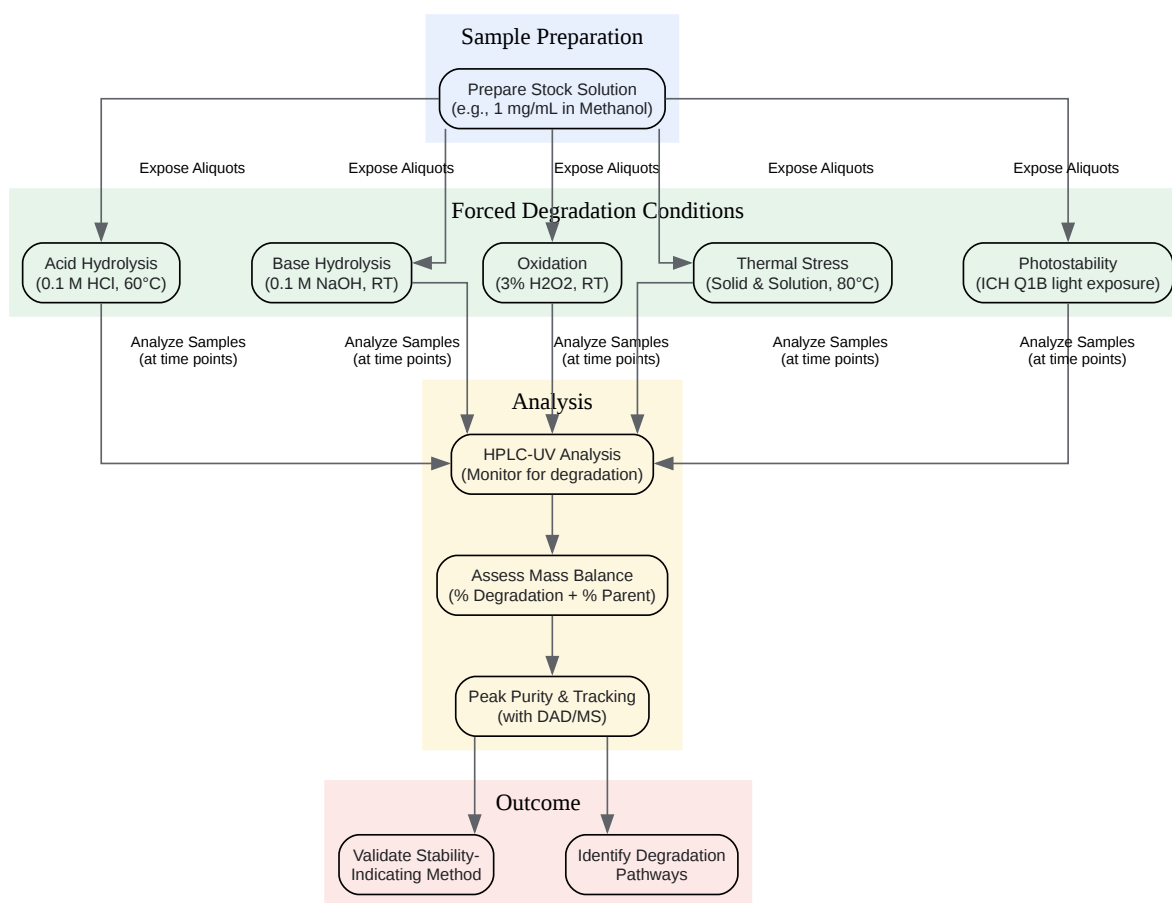 Sample Preparation
Prepare Stock Solution
(e.g., 1 mg/mL in Methanol)
Expose Aliquots
Expose Aliquots
Expose Aliquots
Expose Aliquots
Expose Aliquots
Forced Degradation Conditions
Acid Hydrolysis
(0.1 M HCl, 60°C)
Base Hydrolysis
(0.1 M NaOH, RT)
Oxidation
(3% H2O2, RT)
Thermal Stress
(Solid & Solution, 80°C)
Photostability
(ICH Q1B light exposure)
Analyze Samples
(at time points)
Analyze Samples
(at time points)
Analyze Samples
(at time points)
Analyze Samples
(at time points)
Analyze Samples
(at time points)
Analysis
HPLC-UV Analysis
(Monitor for degradation)
Assess Mass Balance
(% Degradation + % Parent)
Peak Purity & Tracking
(with DAD/MS)
Outcome
Validate Stability-
Indicating Method
Identify Degradation
Pathways